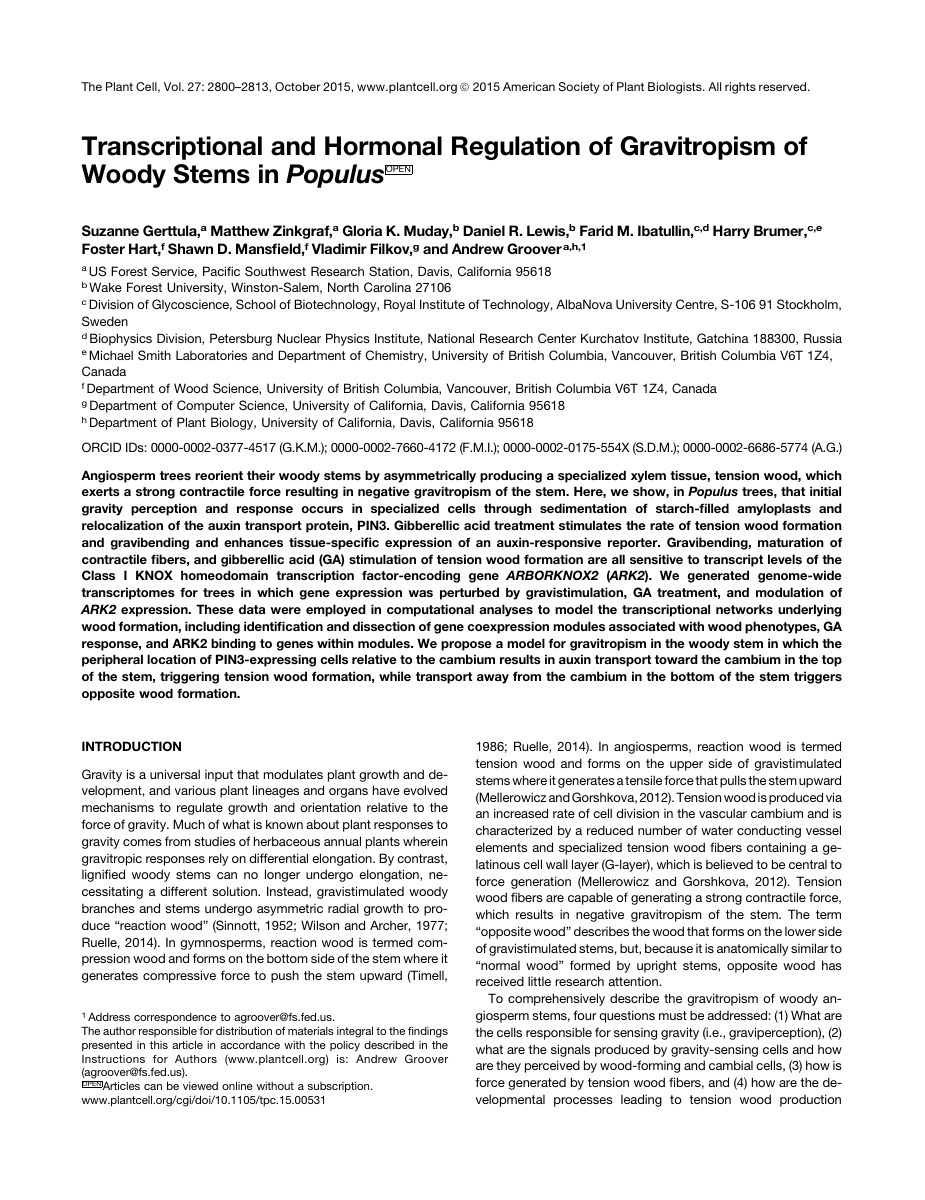 The Plant Cell, Vol. 27: 2800–2813, October 2015, www.plantcell.org © 2015 American Society of Plant Biologists. All rights reserved.
Transcriptional and Hormonal Regulation of Gravitropism of
Woody Stems in Populus OPEN
Suzanne Gerttula,a Matthew Zinkgraf,a Gloria K. Muday,b Daniel R. Lewis,b Farid M. Ibatullin,c,d Harry Brumer,c,e
Foster Hart,f Shawn D. Mansfield,f Vladimir Filkov,g and Andrew Groover a,h,1
a US Forest Service, Pacific Southwest Research Station, Davis, California 95618
b Wake Forest University, Winston-Salem, North Carolina 27106
c Division of Glycoscience, School of Biotechnology, Royal Institute of Technology, AlbaNova University Centre, S-106 91 Stockholm,
Sweden
d Biophysics Division, Petersburg Nuclear Physics Institute, National Research Center Kurchatov Institute, Gatchina 188300, Russia
e Michael Smith Laboratories and Department of Chemistry, University of British Columbia, Vancouver, British Columbia V6T 1Z4,
Canada
f Department of Wood Science, University of British Columbia, Vancouver, British Columbia V6T 1Z4, Canada
g Department of Computer Science, University of California, Davis, California 95618
h Department of Plant Biology, University of California, Davis, California 95618
ORCID IDs: 0000-0002-0377-4517 (G.K.M.); 0000-0002-7660-4172 (F.M.I.); 0000-0002-0175-554X (S.D.M.); 0000-0002-6686-5774 (A.G.)
Angiosperm trees reorient their woody stems by asymmetrically producing a specialized xylem tissue, tension wood, which
exerts a strong contractile force resulting in negative gravitropism of the stem. Here, we show, in Populus trees, that initial
gravity perception and response occurs in specialized cells through sedimentation of starch-filled amyloplasts and
relocalization of the auxin transport protein, PIN3. Gibberellic acid treatment stimulates the rate of tension wood formation
and gravibending and enhances tissue-specific expression of an auxin-responsive reporter. Gravibending, maturation of
contractile fibers, and gibberellic acid (GA) stimulation of tension wood formation are all sensitive to transcript levels of the
Class I KNOX homeodomain transcription factor-encoding gene ARBORKNOX2 (ARK2). We generated genome-wide
transcriptomes for trees in which gene expression was perturbed by gravistimulation, GA treatment, and modulation of
ARK2 expression. These data were employed in computational analyses to model the transcriptional networks underlying
wood formation, including identification and dissection of gene coexpression modules associated with wood phenotypes, GA
response, and ARK2 binding to genes within modules. We propose a model for gravitropism in the woody stem in which the
peripheral location of PIN3-expressing cells relative to the cambium results in auxin transport toward the cambium in the top
of the stem, triggering tension wood formation, while transport away from the cambium in the bottom of the stem triggers
opposite wood formation.
INTRODUCTION
Gravity is a universal input that modulates plant growth and de-
velopment, and various plant lineages and organs have evolved
mechanisms to regulate growth and orientation relative to the
force of gravity. Much of what is known about plant responses to
gravity comes from studies of herbaceous annual plants wherein
gravitropic responses rely on differential elongation. By contrast,
lignified woody stems can no longer undergo elongation, ne-
cessitating a different solution. Instead, gravistimulated woody
branches and stems undergo asymmetric radial growth to pro-
duce “reaction wood” (Sinnott, 1952; Wilson and Archer, 1977;
Ruelle, 2014). In gymnosperms, reaction wood is termed com-
pression wood and forms on the bottom side of the stem where it
generates compressive force to push the stem upward (Timell,
1 Address correspondence to agroover@fs.fed.us.
The author responsible for distribution of materials integral to the findings
presented in this article in accordance with the policy described in the
Instructions for Authors (www.plantcell.org) is: Andrew Groover
(agroover@fs.fed.us).
OPEN Articles can be viewed online without a subscription.
www.plantcell.org/cgi/doi/10.1105/tpc.15.00531
1986; Ruelle, 2014). In angiosperms, reaction wood is termed
tension wood and forms on the upper side of gravistimulated
stems where it generates a tensile force that pulls the stem upward
(Mellerowicz and Gorshkova, 2012). Tension wood is produced via
an increased rate of cell division in the vascular cambium and is
characterized by a reduced number of water conducting vessel
elements and specialized tension wood fibers containing a ge-
latinous cell wall layer (G-layer), which is believed to be central to
force generation (Mellerowicz and Gorshkova, 2012). Tension
wood fibers are capable of generating a strong contractile force,
which results in negative gravitropism of the stem. The term
“opposite wood” describes the wood that forms on the lower side
of gravistimulated stems, but, because it is anatomically similar to
“normal wood” formed by upright stems, opposite wood has
received little research attention.
To comprehensively describe the gravitropism of woody an-
giosperm stems, four questions must be addressed: (1) What are
the cells responsible for sensing gravity (i.e., graviperception), (2)
what are the signals produced by gravity-sensing cells and how
are they perceived by wood-forming and cambial cells, (3) how is
force generated by tension wood fibers, and (4) how are the de-
velopmental processes leading to tension wood production